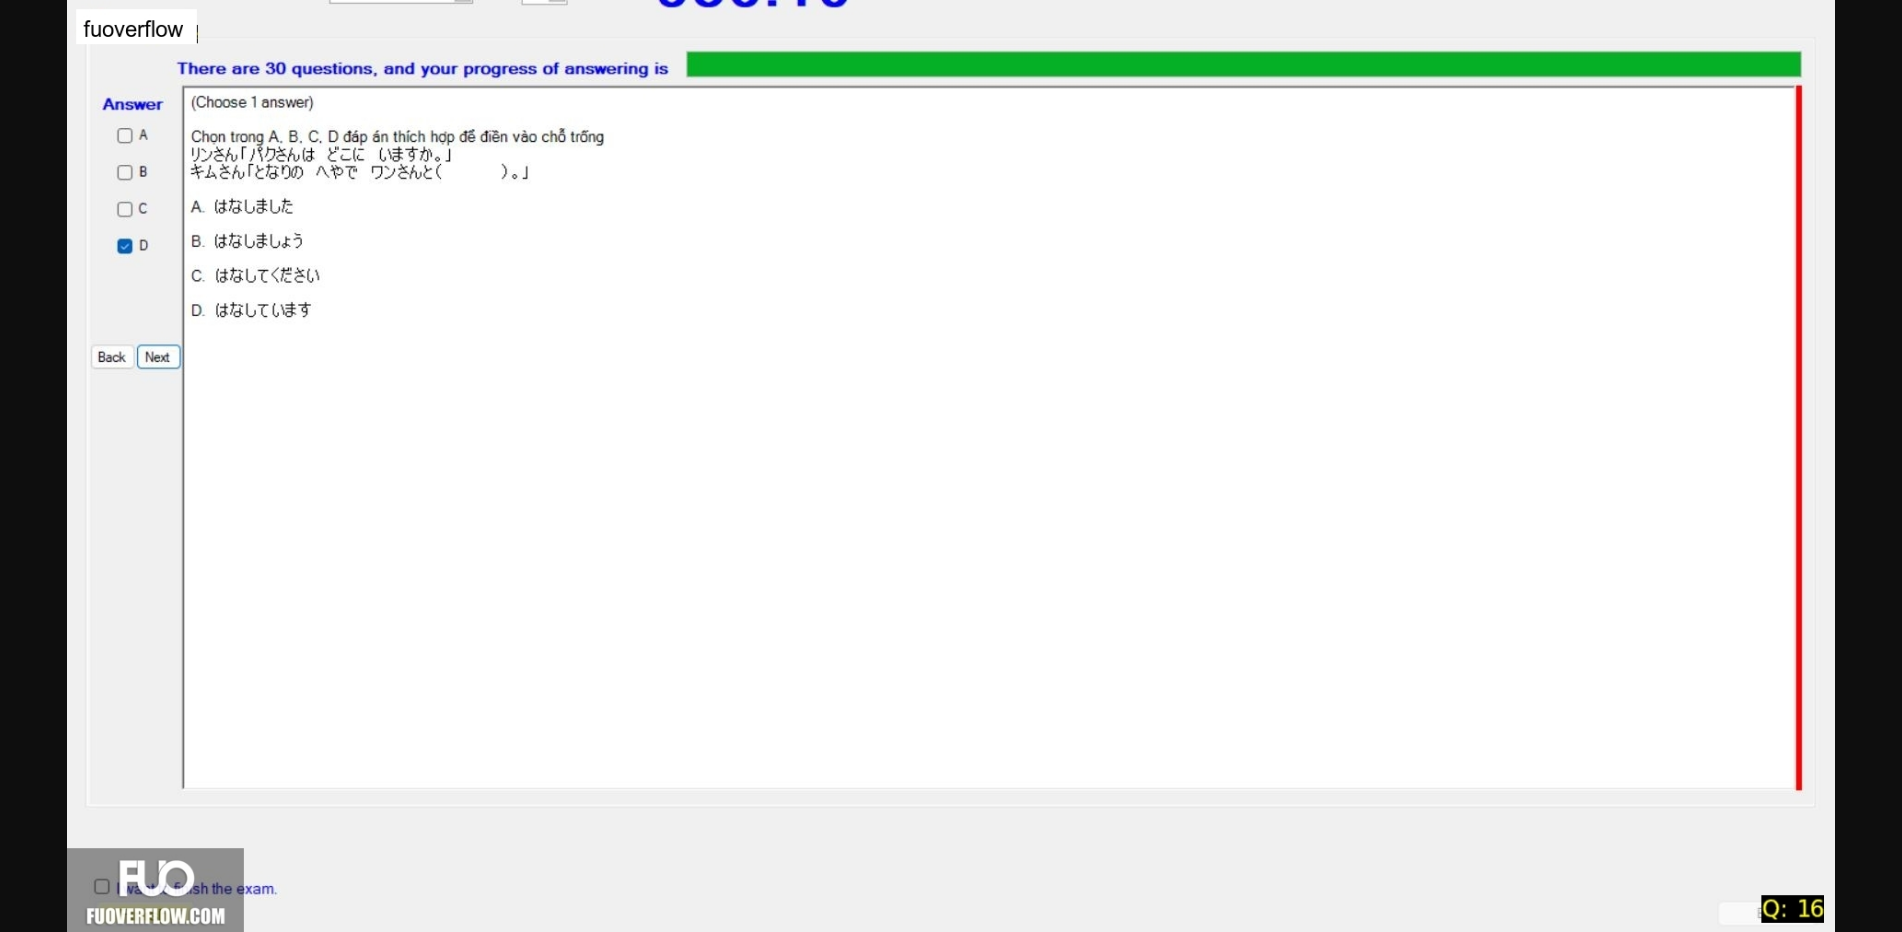 fuoverflow
There are 30 questions, and your progress of answering is
Answer
(Choose 1 answer)
A
B
C
D
Chọn trong A, B, C, D đáp án thích hợp để điền vào chỗ trống
リンさん「パクさんは どこに いますか。」
キムさん「となりの へやで ワンさんと( )。」
A. はなしました
B. はなしましょう
C. はなしてください
D. はなしています
Back
Next
FUO
finish the exam.
FUOVERFLOW.COM
Q: 16